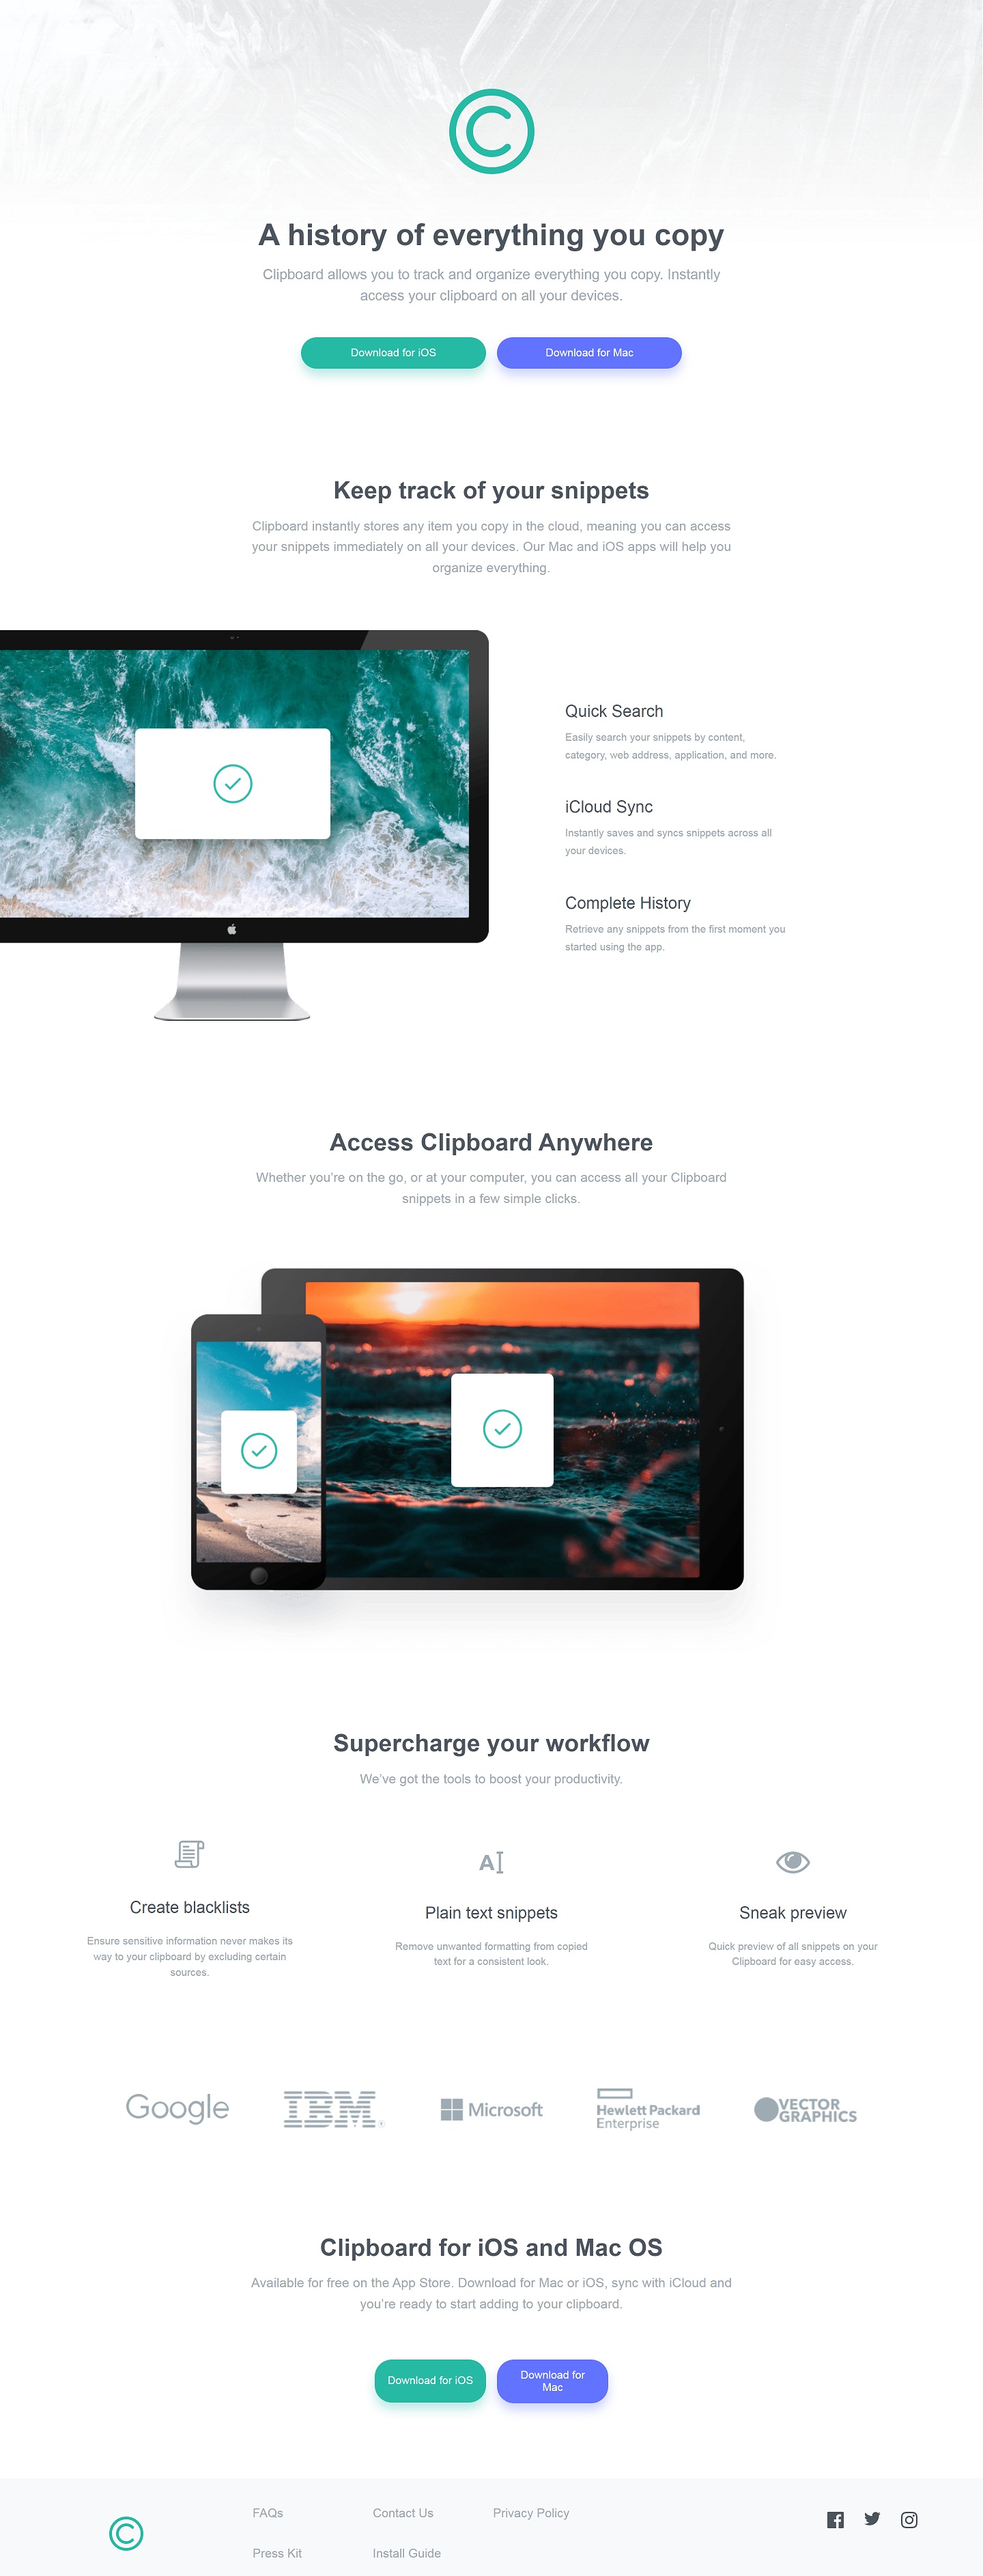 A history of everything you copy
Clipboard allows you to track and organize everything you copy. Instantly
access your clipboard on all your devices.
Download for iOS
Download for Mac
Keep track of your snippets
Clipboard instantly stores any item you copy in the cloud, meaning you can access
your snippets immediately on all your devices. Our Mac and iOS apps will help you
organize everything.
Quick Search
Easily search your snippets by content,
category, web address, application, and more.
iCloud Sync
Instantly saves and syncs snippets across all
your devices.
Complete History
Retrieve any snippets from the first moment you
started using the app.
Access Clipboard Anywhere
Whether you’re on the go, or at your computer, you can access all your Clipboard
snippets in a few simple clicks.
Supercharge your workflow
We’ve got the tools to boost your productivity.
Create blacklists
Ensure sensitive information never makes its
way to your clipboard by excluding certain
sources.
Plain text snippets
Remove unwanted formatting from copied
text for a consistent look.
Sneak preview
Quick preview of all snippets on your
Clipboard for easy access.
Google
IBM®
Microsoft
Hewlett Packard
Enterprise
VECTOR
GRAPHICS
Clipboard for iOS and Mac OS
Available for free on the App Store. Download for Mac or iOS, sync with iCloud and
you’re ready to start adding to your clipboard.
Download for iOS
Download for
Mac
FAQs
Contact Us
Privacy Policy
Press Kit
Install Guide